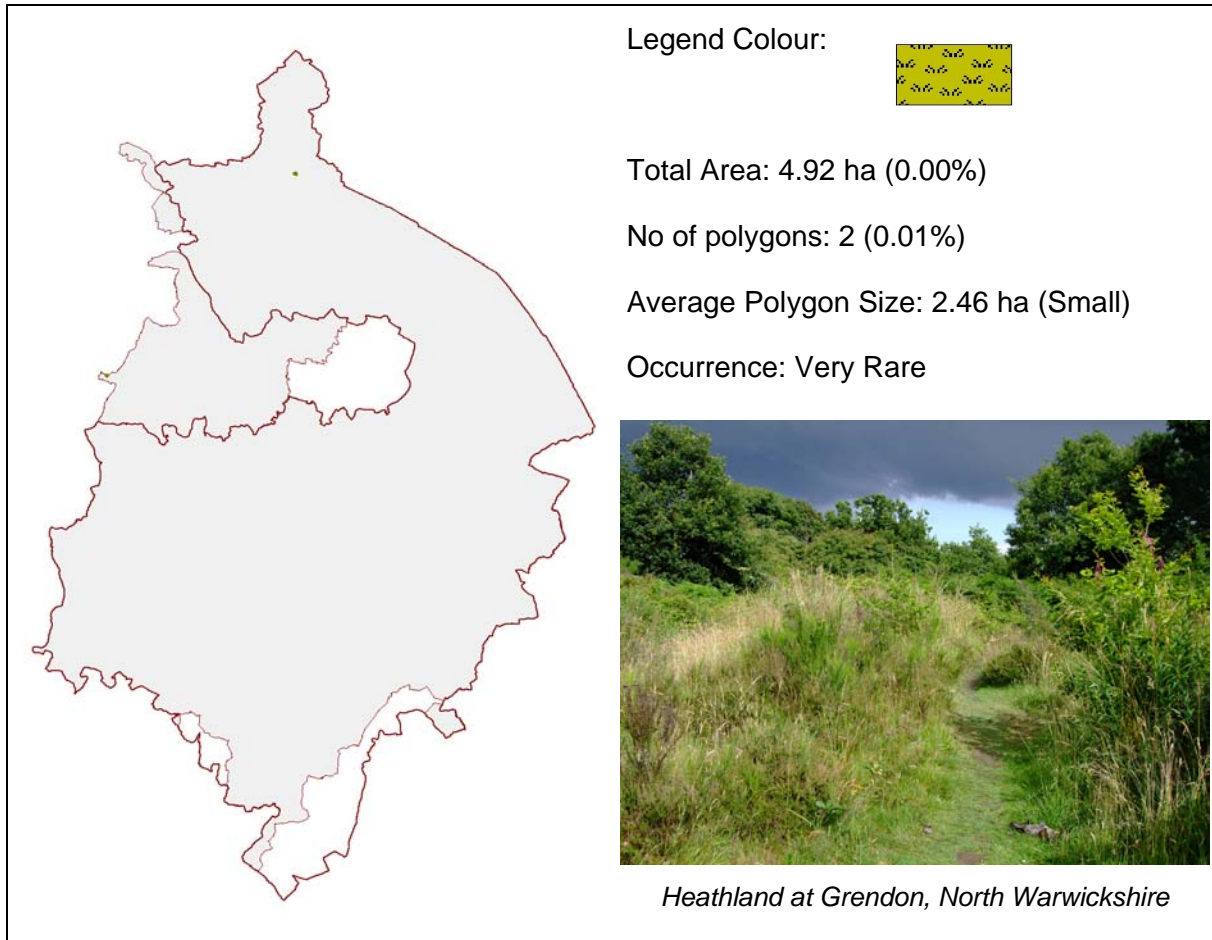 Legend Colour:
Total Area: 4.92 ha (0.00%)
No of polygons: 2 (0.01%)
Average Polygon Size: 2.46 ha (Small)
Occurrence: Very Rare
Heathland at Grendon, North Warwickshire